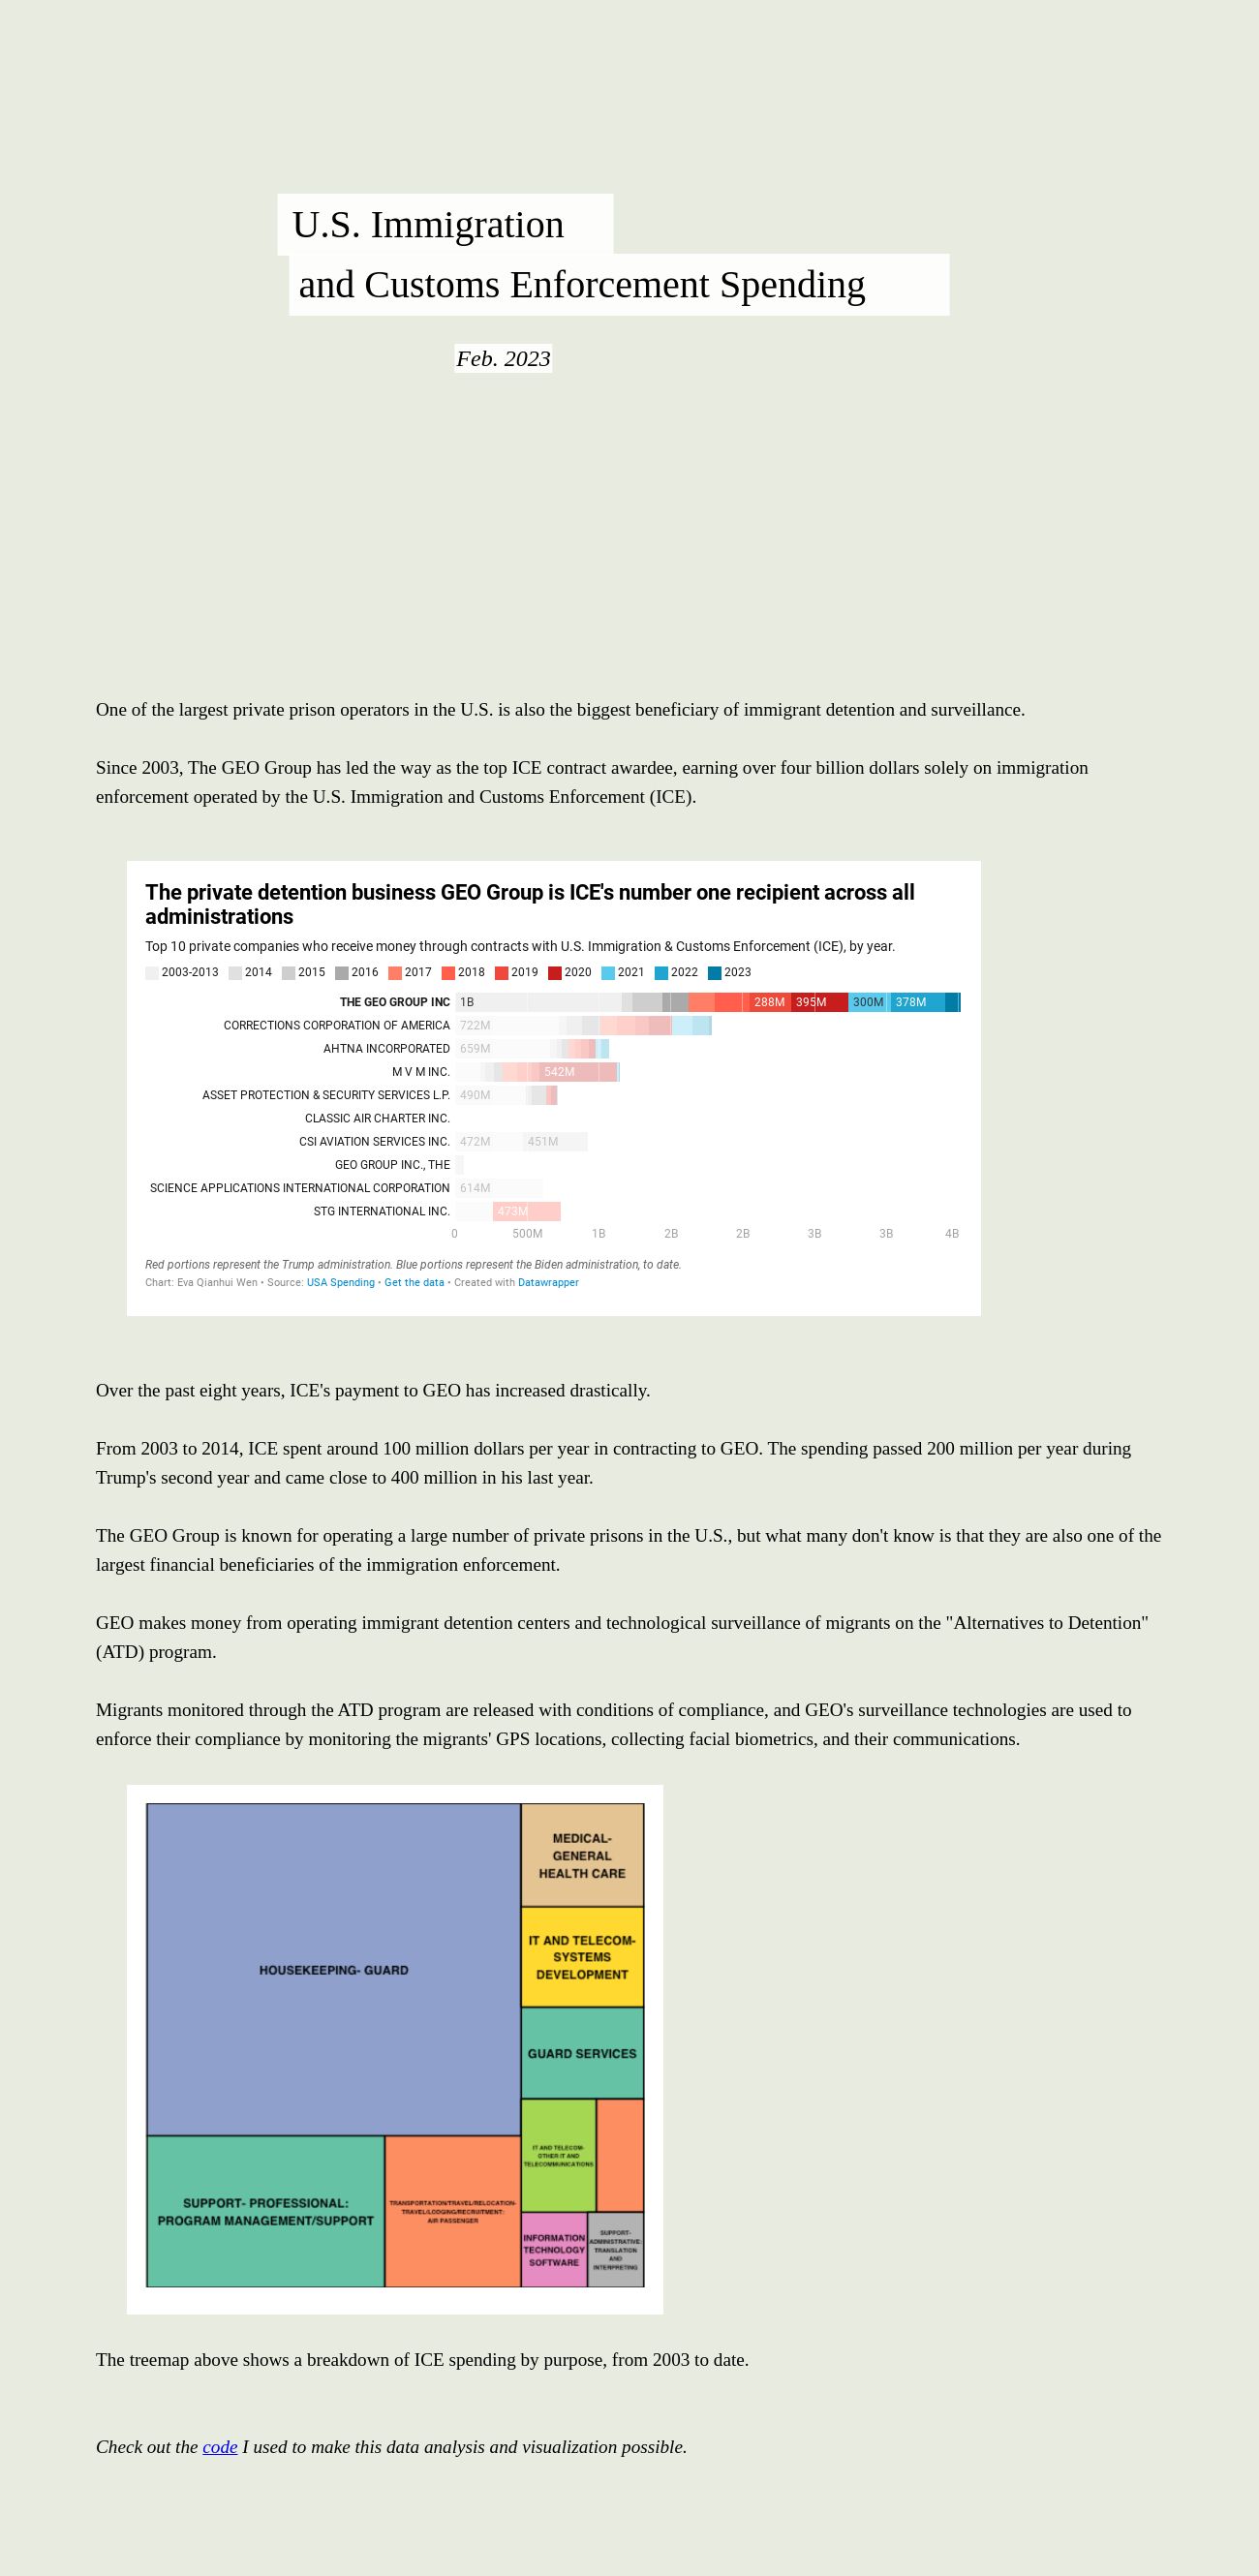 U.S. Immigration
and Customs Enforcement Spending
Feb. 2023
One of the largest private prison operators in the U.S. is also the biggest beneficiary of immigrant detention and surveillance.
Since 2003, The GEO Group has led the way as the top ICE contract awardee, earning over four billion dollars solely on immigration
enforcement operated by the U.S. Immigration and Customs Enforcement (ICE).
The private detention business GEO Group is ICE's number one recipient across all
administrations
Top 10 private companies who receive money through contracts with U.S. Immigration & Customs Enforcement (ICE), by year.
2003-2013 2014 2015 2016 2017 2018 2019 2020 2021 2022 2023
THE GEO GROUP INC 1B 288M 395M 300M 378M
CORRECTIONS CORPORATION OF AMERICA 722M
AHTNA INCORPORATED 659M
M V M INC. 542M
ASSET PROTECTION & SECURITY SERVICES L.P. 490M
CLASSIC AIR CHARTER INC.
CSI AVIATION SERVICES INC. 472M 451M
GEO GROUP INC., THE
SCIENCE APPLICATIONS INTERNATIONAL CORPORATION 614M
STG INTERNATIONAL INC. 473M
0 500M 1B 2B 2B 3B 3B 4B
Red portions represent the Trump administration. Blue portions represent the Biden administration, to date.
Chart: Eva Qianhui Wen • Source: USA Spending • Get the data • Created with Datawrapper
Over the past eight years, ICE's payment to GEO has increased drastically.
From 2003 to 2014, ICE spent around 100 million dollars per year in contracting to GEO. The spending passed 200 million per year during
Trump's second year and came close to 400 million in his last year.
The GEO Group is known for operating a large number of private prisons in the U.S., but what many don't know is that they are also one of the
largest financial beneficiaries of the immigration enforcement.
GEO makes money from operating immigrant detention centers and technological surveillance of migrants on the "Alternatives to Detention"
(ATD) program.
Migrants monitored through the ATD program are released with conditions of compliance, and GEO's surveillance technologies are used to
enforce their compliance by monitoring the migrants' GPS locations, collecting facial biometrics, and their communications.
HOUSEKEEPING- GUARD
MEDICAL-
GENERAL
HEALTH CARE
IT AND TELECOM-
SYSTEMS
DEVELOPMENT
GUARD SERVICES
IT AND TELECOM-
OTHER IT AND
TELECOMMUNICATIONS
SUPPORT- PROFESSIONAL:
PROGRAM MANAGEMENT/SUPPORT
TRANSPORTATION/TRAVEL/RELOCATION-
TRAVEL/LODGING/RECRUITMENT:
AIR PASSENGER
INFORMATION
TECHNOLOGY
SOFTWARE
SUPPORT-
ADMINISTRATIVE:
TRANSLATION
AND
INTERPRETING
The treemap above shows a breakdown of ICE spending by purpose, from 2003 to date.
Check out the code I used to make this data analysis and visualization possible.